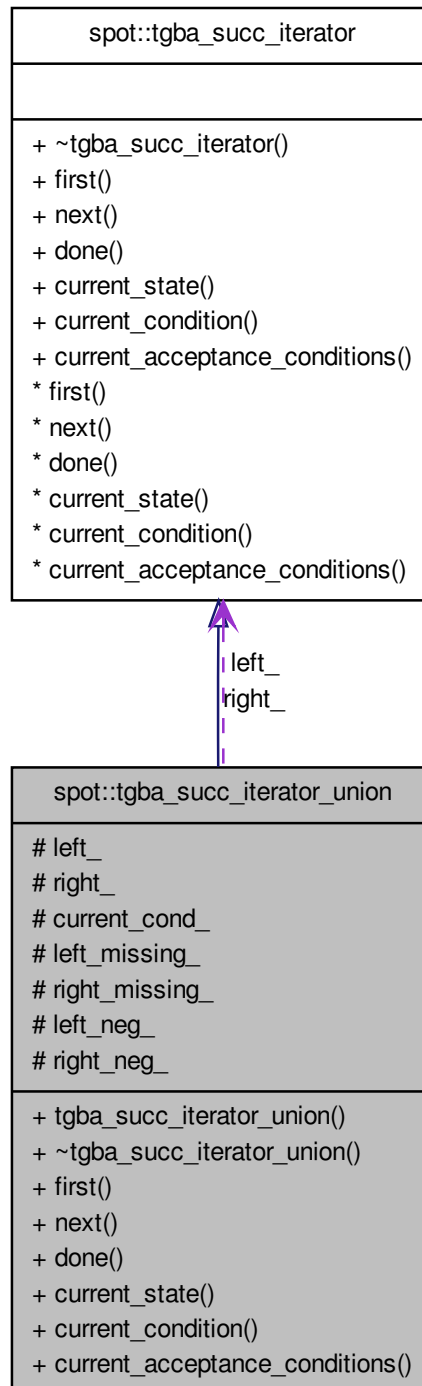 spot::tgba_succ_iterator
+ ~tgba_succ_iterator()
+ first()
+ next()
+ done()
+ current_state()
+ current_condition()
+ current_acceptance_conditions()
* first()
* next()
* done()
* current_state()
* current_condition()
* current_acceptance_conditions()
left_
right_
spot::tgba_succ_iterator_union
# left_
# right_
# current_cond_
# left_missing_
# right_missing_
# left_neg_
# right_neg_
+ tgba_succ_iterator_union()
+ ~tgba_succ_iterator_union()
+ first()
+ next()
+ done()
+ current_state()
+ current_condition()
+ current_acceptance_conditions()